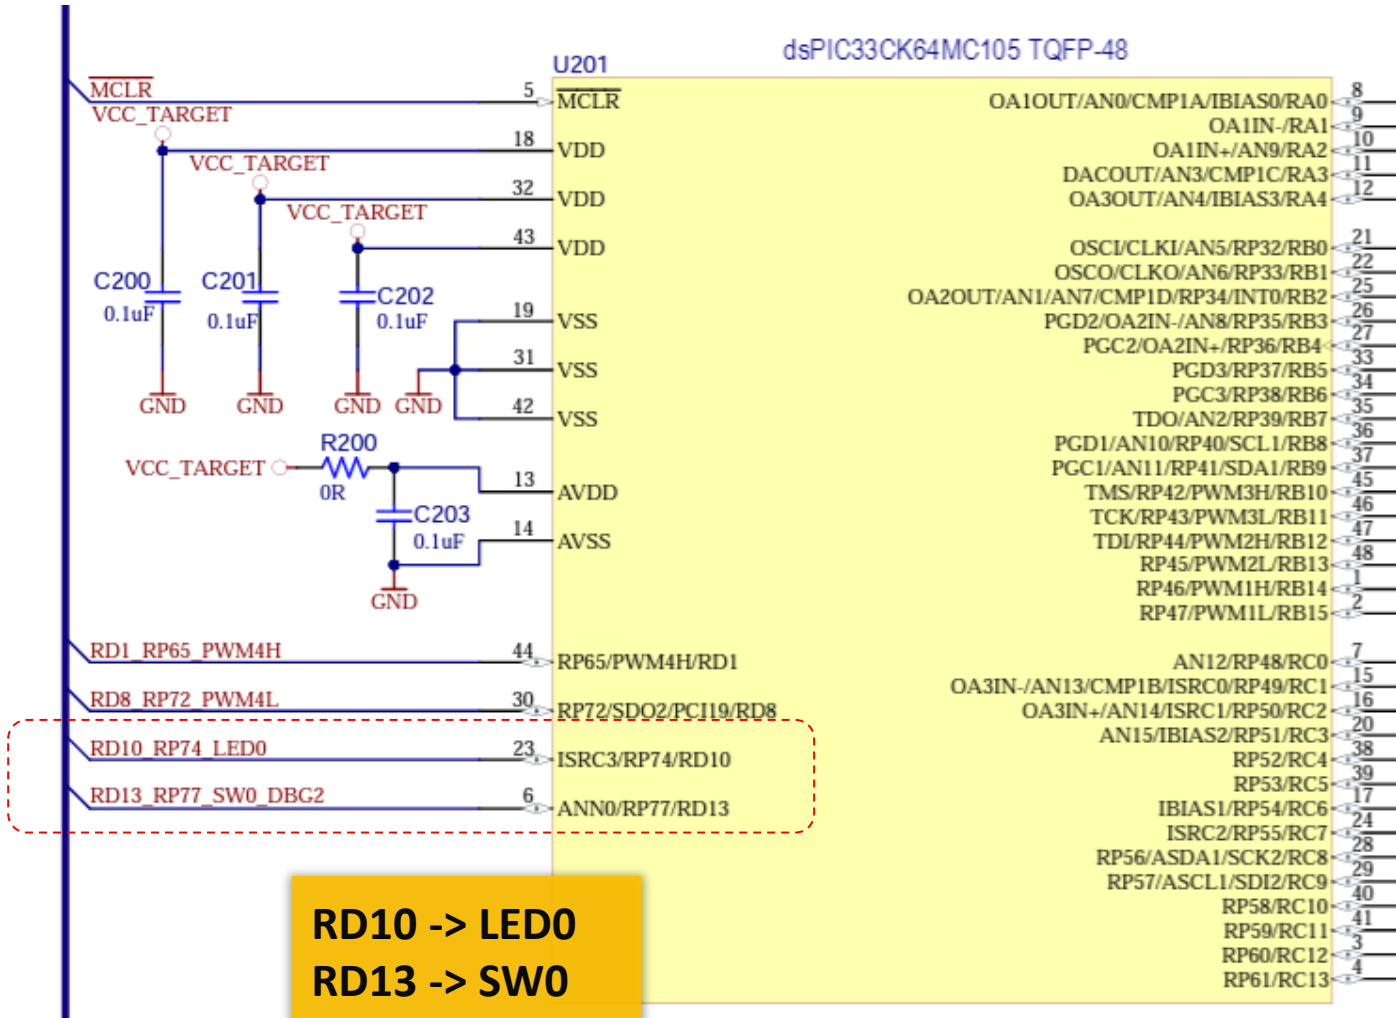 dsPIC33CK64MC105 TQFP-48
U201
MCLR
5
MCLR
VCC_TARGET
18
VDD
VCC_TARGET
32
VDD
VCC_TARGET
43
VDD
C200
0.1uF
C201
0.1uF
C202
0.1uF
19
VSS
31
VSS
42
VSS
GND
GND
GND
GND
R200
VCC_TARGET
0R
13
AVDD
C203
0.1uF
14
AVSS
GND
RD1_RP65_PWM4H
44
RP65/PWM4H/RD1
RD8_RP72_PWM4L
30
RP72/SDO2/PCI19/RD8
RD10_RP74_LED0
23
ISRC3/RP74/RD10
RD13_RP77_SW0_DBG2
6
ANN0/RP77/RD13
OA1OUT/AN0/CMP1A/IBIAS0/RA0
8
OA1IN-/RA1
9
OA1IN+/AN9/RA2
10
DACOUT/AN3/CMP1C/RA3
11
OA3OUT/AN4/IBIAS3/RA4
12
OSCI/CLKI/AN5/RP32/RB0
21
OSCO/CLKO/AN6/RP33/RB1
22
OA2OUT/AN1/AN7/CMP1D/RP34/INT0/RB2
25
PGD2/OA2IN-/AN8/RP35/RB3
26
PGC2/OA2IN+/RP36/RB4
27
PGD3/RP37/RB5
33
PGC3/RP38/RB6
34
TDO/AN2/RP39/RB7
35
PGD1/AN10/RP40/SCL1/RB8
36
PGC1/AN11/RP41/SDA1/RB9
37
TMS/RP42/PWM3H/RB10
45
TCK/RP43/PWM3L/RB11
46
TDI/RP44/PWM2H/RB12
47
RP45/PWM2L/RB13
48
RP46/PWM1H/RB14
1
RP47/PWM1L/RB15
2
AN12/RP48/RC0
7
OA3IN-/AN13/CMP1B/ISRC0/RP49/RC1
15
OA3IN+/AN14/ISRC1/RP50/RC2
16
AN15/IBIAS2/RP51/RC3
20
RP52/RC4
38
RP53/RC5
39
IBIAS1/RP54/RC6
17
ISRC2/RP55/RC7
24
RP56/ASDA1/SCK2/RC8
28
RP57/ASCL1/SDI2/RC9
29
RP58/RC10
40
RP59/RC11
41
RP60/RC12
3
RP61/RC13
4
RD10 -> LED0
RD13 -> SW0